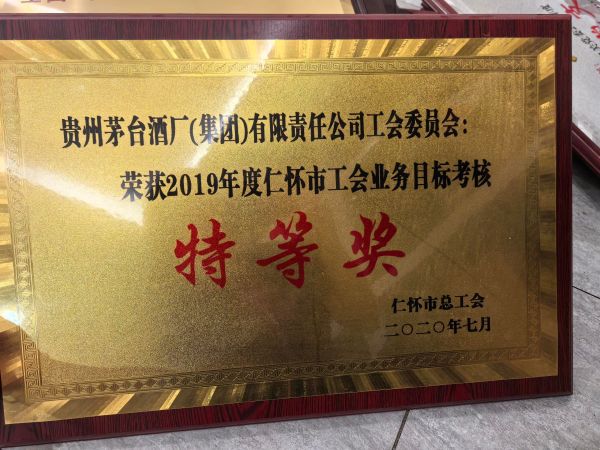 贵州茅台酒厂(集团)有限责任公司工会委员会:
荣获2019年度仁怀市工会业务目标考核
特等奖
仁怀市总工会
二〇二〇年七月